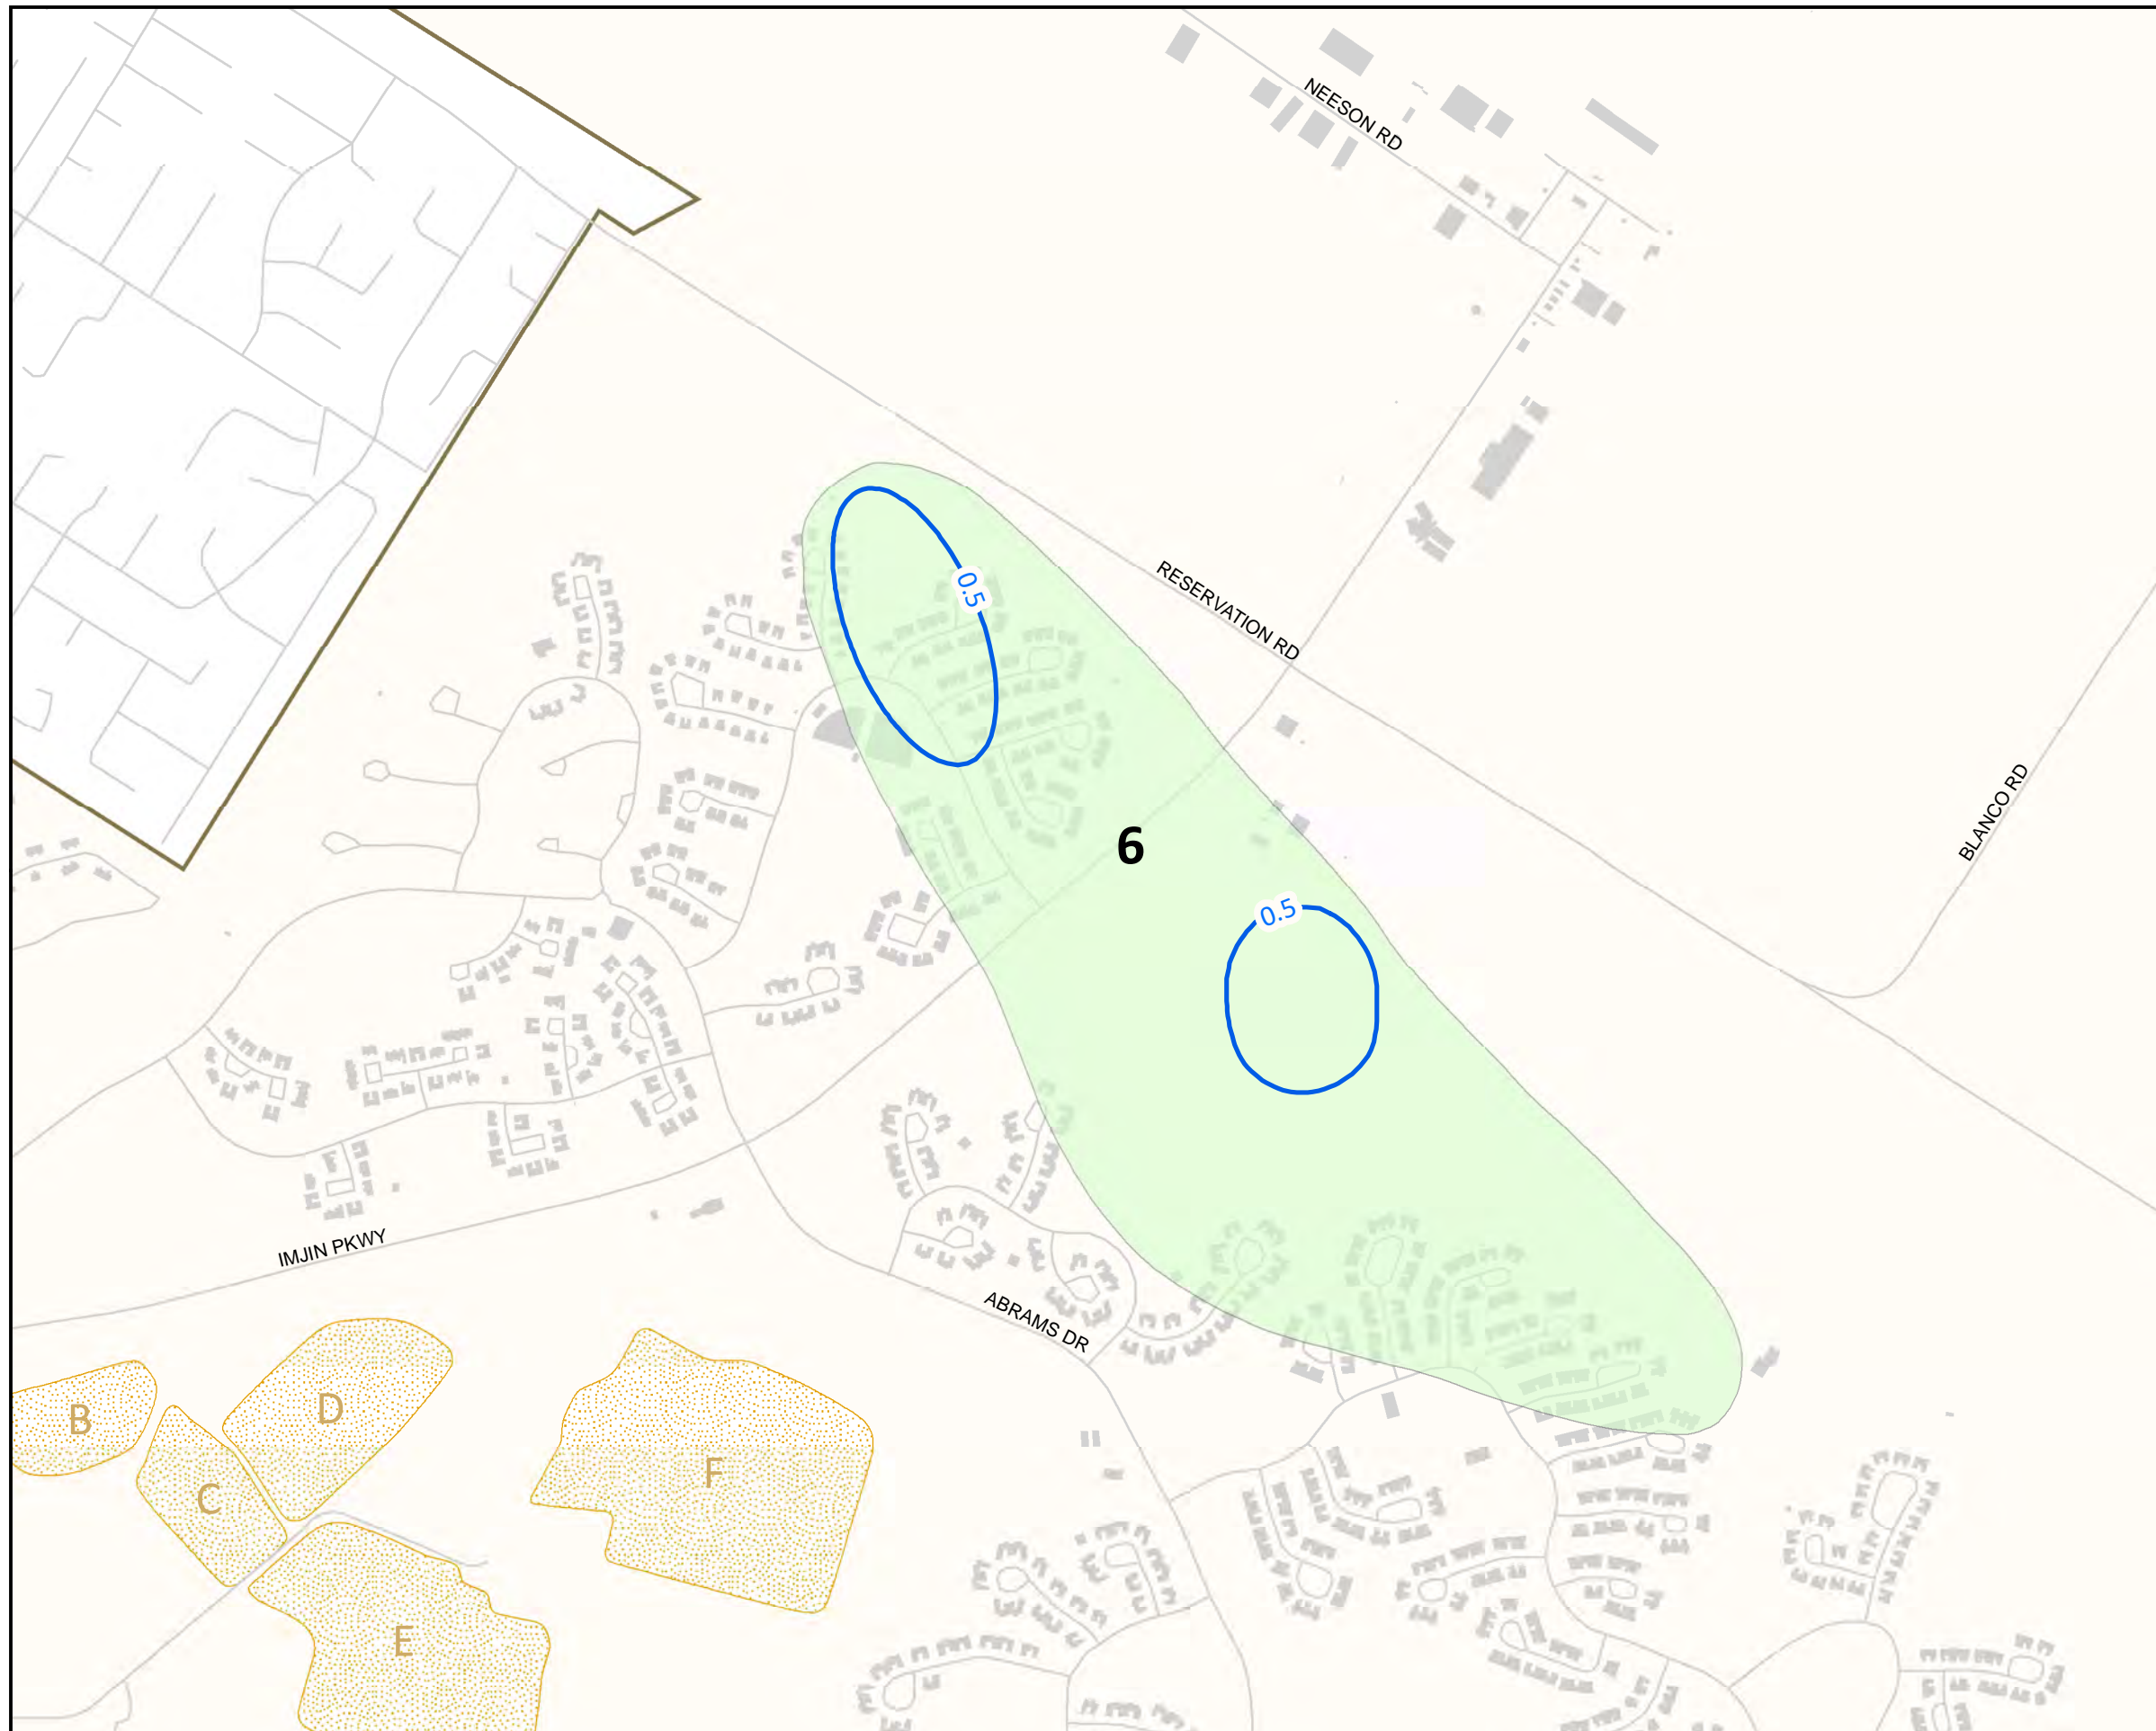 NEESON RD
0.5
RESERVATION RD
BLANCO RD
6
0.5
IMJIN PKWY
ABRAMS DR
B
D
C
F
E